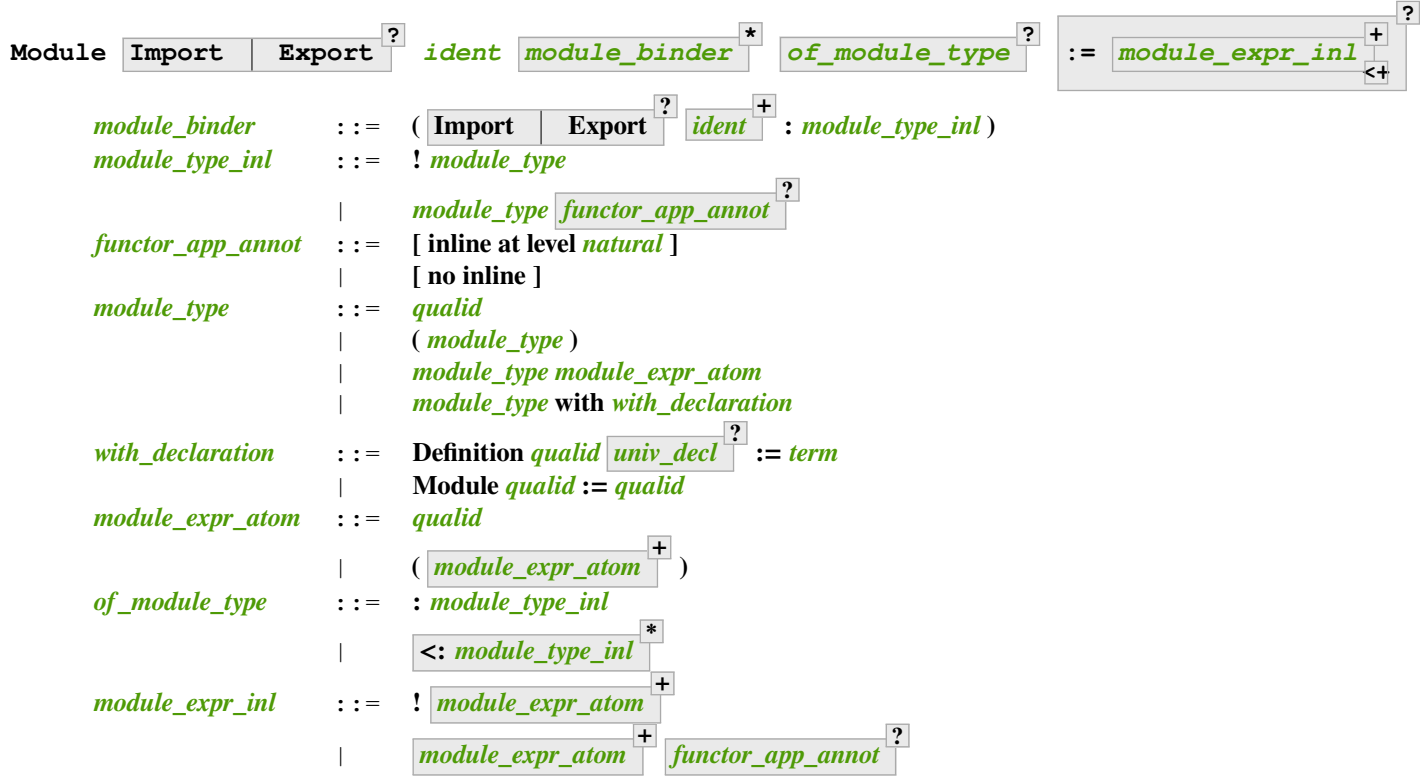 Module Import | Export ? ident module_binder * of_module_type ? := module_expr_inl + <+ ?
module_binder ::= ( Import | Export ? ident + : module_type_inl )
module_type_inl ::= ! module_type
| module_type functor_app_annot ?
functor_app_annot ::= [ inline at level natural ]
| [ no inline ]
module_type ::= qualid
| ( module_type )
| module_type module_expr_atom
| module_type with with_declaration
with_declaration ::= Definition qualid univ_decl ? := term
| Module qualid := qualid
module_expr_atom ::= qualid
| ( module_expr_atom + )
of_module_type ::= : module_type_inl
| <: module_type_inl *
module_expr_inl ::= ! module_expr_atom +
| module_expr_atom + functor_app_annot ?